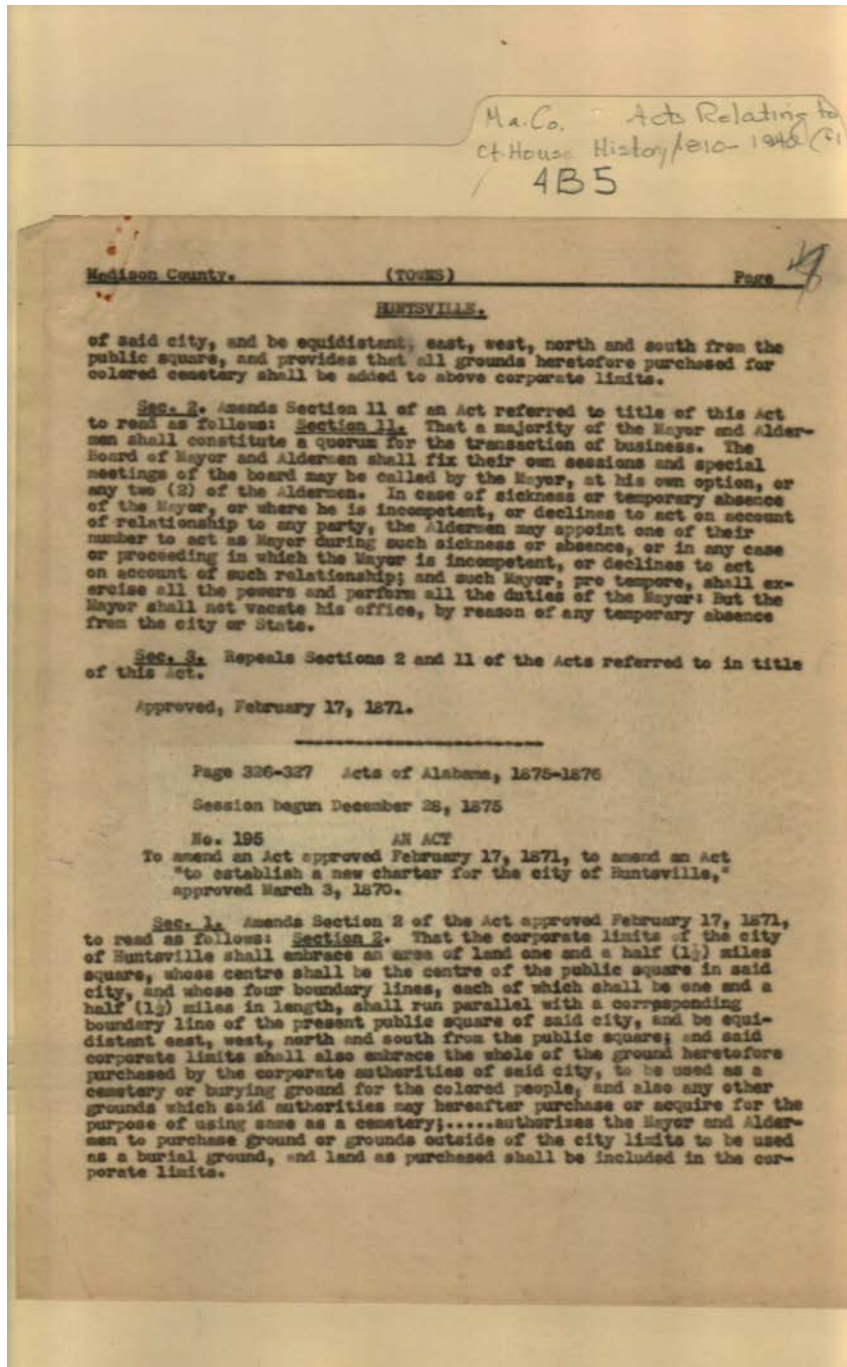 Ma. Co. Acts Relating to
Ct. House History 1810-1940
4B5
Madison County. (TOWNS) Page
HUNTSVILLE.
of said city, and be equidistant, east, west, north and south from the
public square, and provides that all grounds heretofore purchased for
colored cemetery shall be added to above corporate limits.
Sec. 2. Amends Section 11 of an Act referred to title of this Act
to read as follows: Section 11. That a majority of the Mayor and Alder-
men shall constitute a quorum for the transaction of business. The
Board of Mayor and Aldermen shall fix their own sessions and special
meetings of the board may be called by the Mayor, at his own option, or
any two (2) of the Aldermen. In case of sickness or temporary absence
of the Mayor, or where he is incompetent, or declines to act on account
of relationship to any party, the Aldermen may appoint one of their
number to act as Mayor during such sickness or absence, or in any case
or proceeding in which the Mayor is incompetent, or declines to act
on account of such relationship; and such Mayor, pro tempore, shall ex-
ercise all the powers and perform all the duties of the Mayor: But the
Mayor shall not vacate his office, by reason of any temporary absence
from the city or State.
Sec. 3. Repeals Sections 2 and 11 of the Acts referred to in title
of this Act.
Approved, February 17, 1871.
Page 326-327 Acts of Alabama, 1875-1876
Session begun December 28, 1875
No. 195 AN ACT
To amend an Act approved February 17, 1871, to amend an Act
"to establish a new charter for the city of Huntsville,"
approved March 3, 1870.
Sec. 1. Amends Section 2 of the Act approved February 17, 1871,
to read as follows: Section 2. That the corporate limits of the city
of Huntsville shall embrace an area of land one and a half (1½) miles
square, whose centre shall be the centre of the public square in said
city, and whose four boundary lines, each of which shall be one and a
half (1½) miles in length, shall run parallel with a corresponding
boundary line of the present public square of said city, and be equi-
distant east, west, north and south from the public square; and said
corporate limits shall also embrace the whole of the ground heretofore
purchased by the corporate authorities of said city, to be used as a
cemetery or burying ground for the colored people, and also any other
grounds which said authorities may hereafter purchase or acquire for the
purpose of using same as a cemetery;.....authorizes the Mayor and Alder-
men to purchase ground or grounds outside of the city limits to be used
as a burial ground, and land as purchased shall be included in the cor-
porate limits.